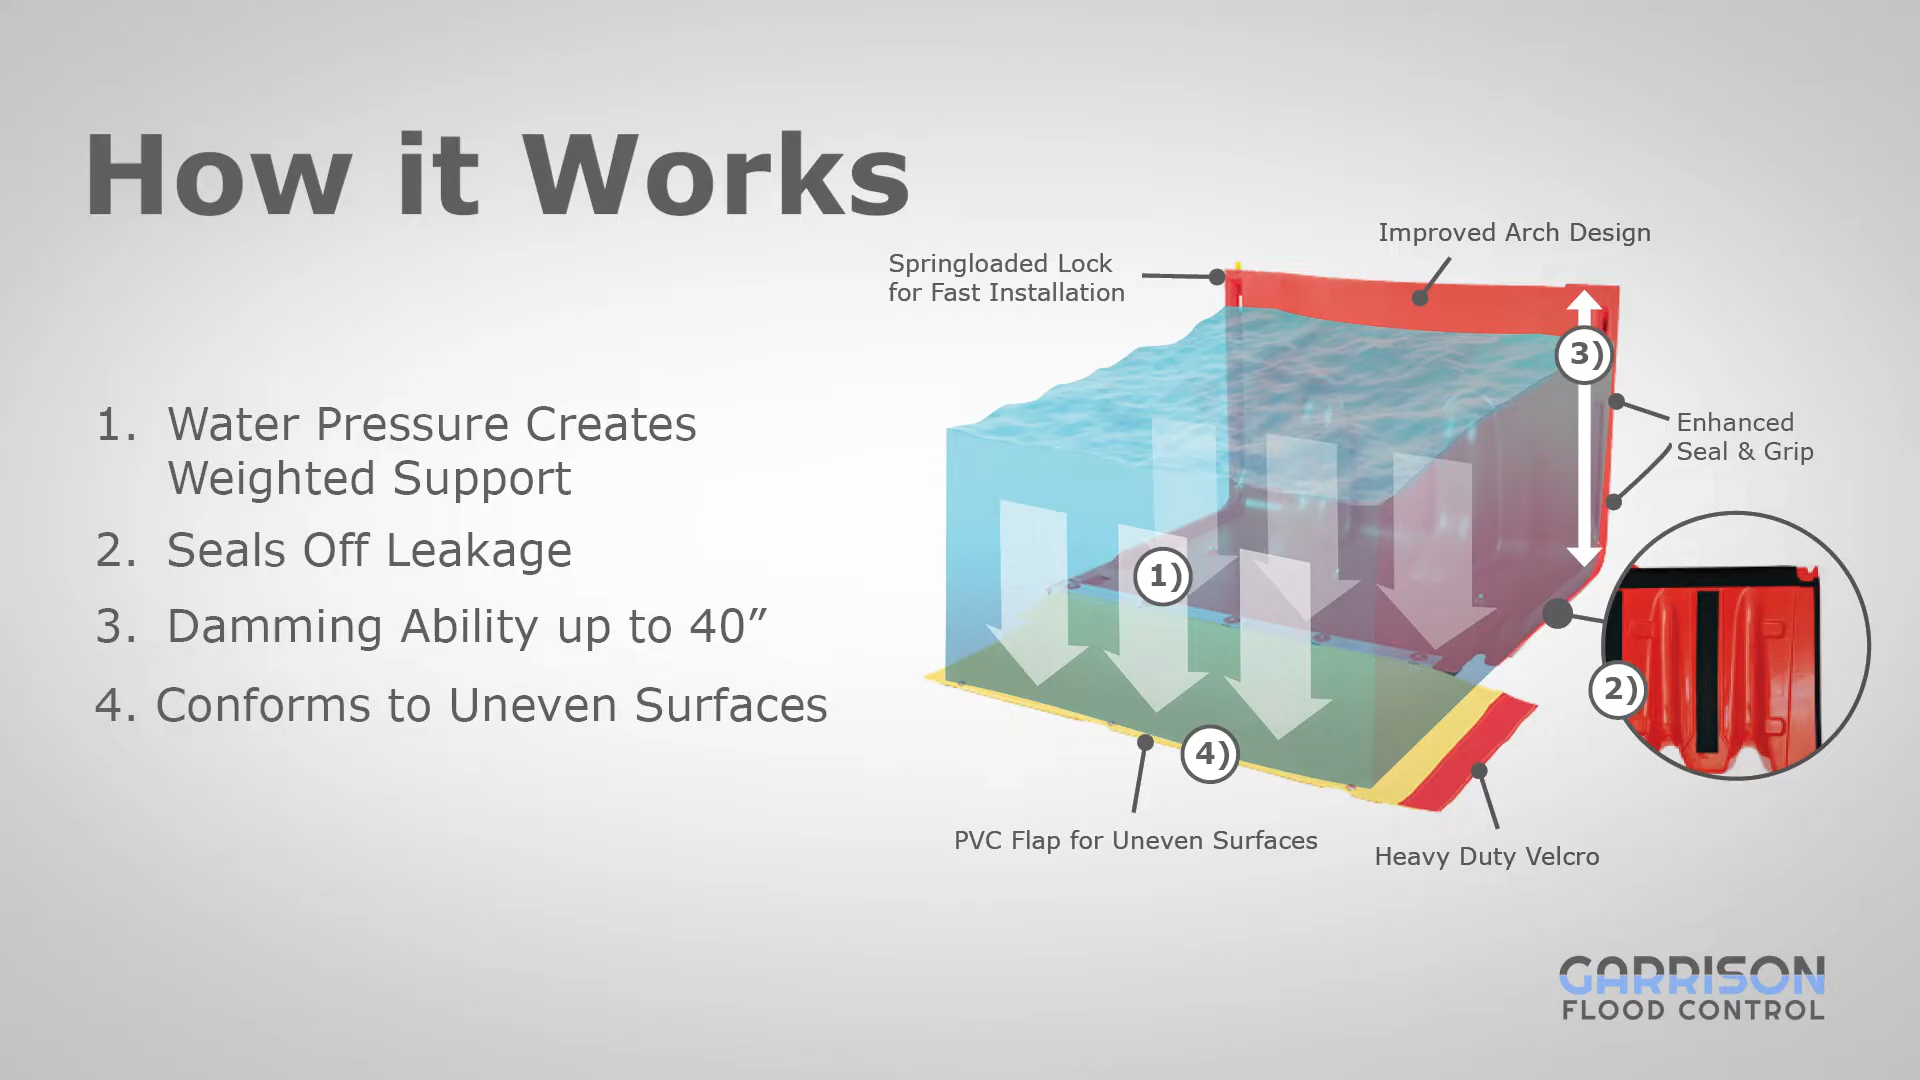 How it Works
Springloaded Lock
for Fast Installation
Improved Arch Design
3)
Enhanced
Seal & Grip
1. Water Pressure Creates
Weighted Support
2. Seals Off Leakage
3. Damming Ability up to 40”
4. Conforms to Uneven Surfaces
1)
2)
4)
PVC Flap for Uneven Surfaces
Heavy Duty Velcro
GARRISON
FLOOD CONTROL